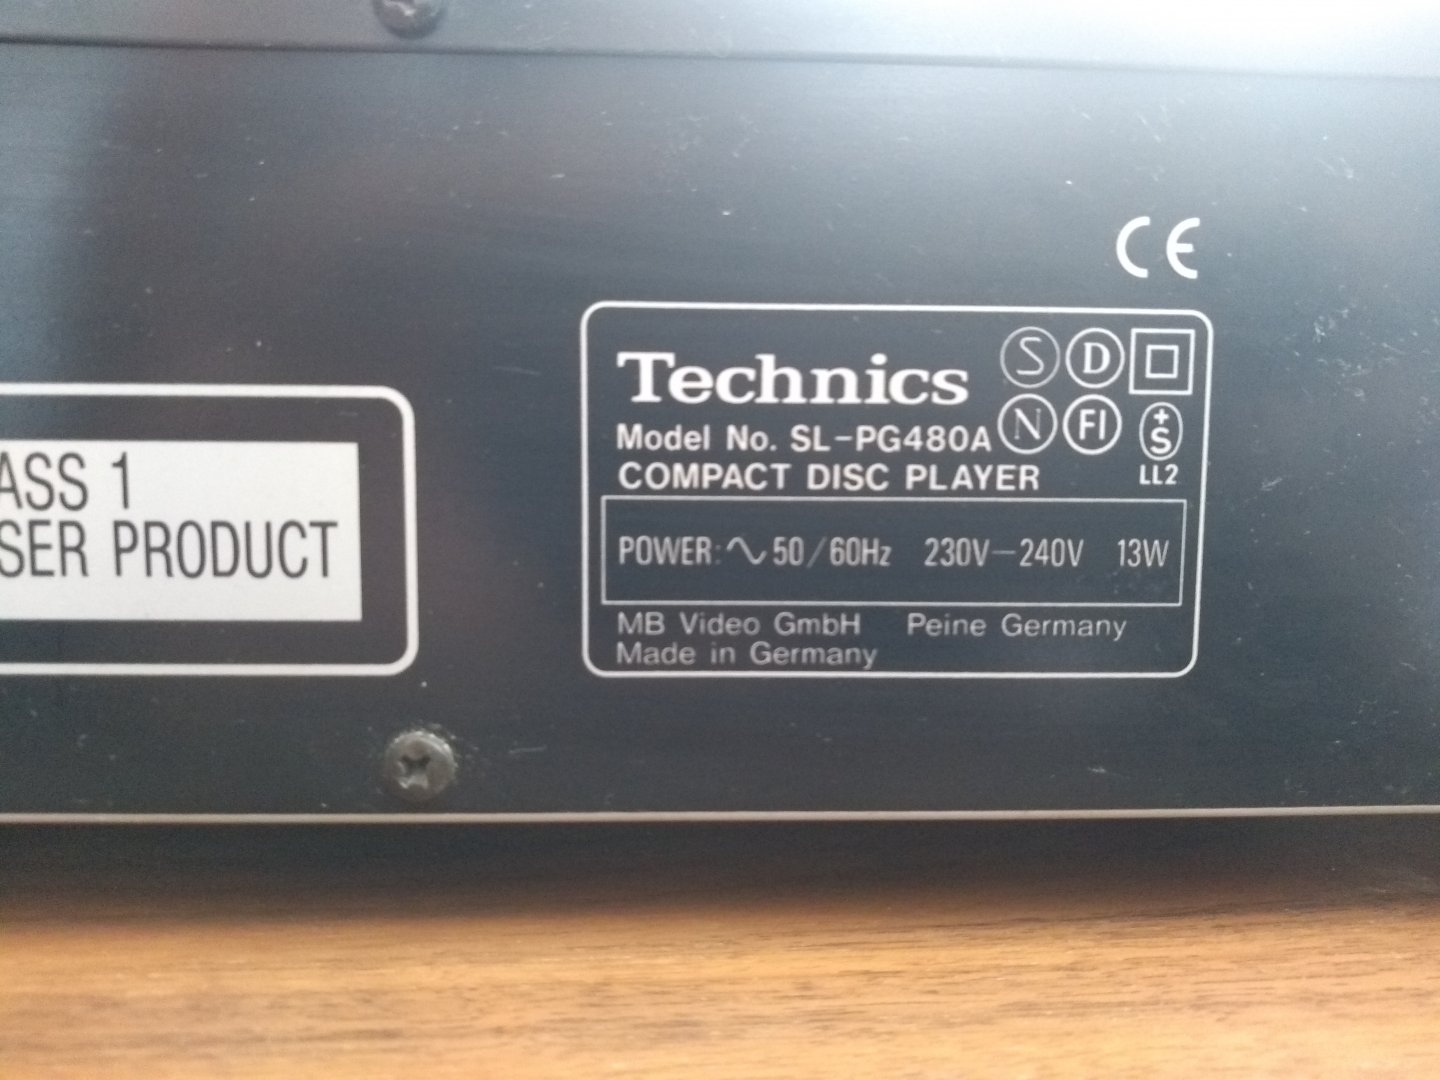 CE
Technics
S D
Model No. SL-PG480A
N FI +S
COMPACT DISC PLAYER
LL2
POWER: ∿ 50/60Hz 230V—240V 13W
MB Video GmbH Peine Germany
Made in Germany
ASS 1
SER PRODUCT